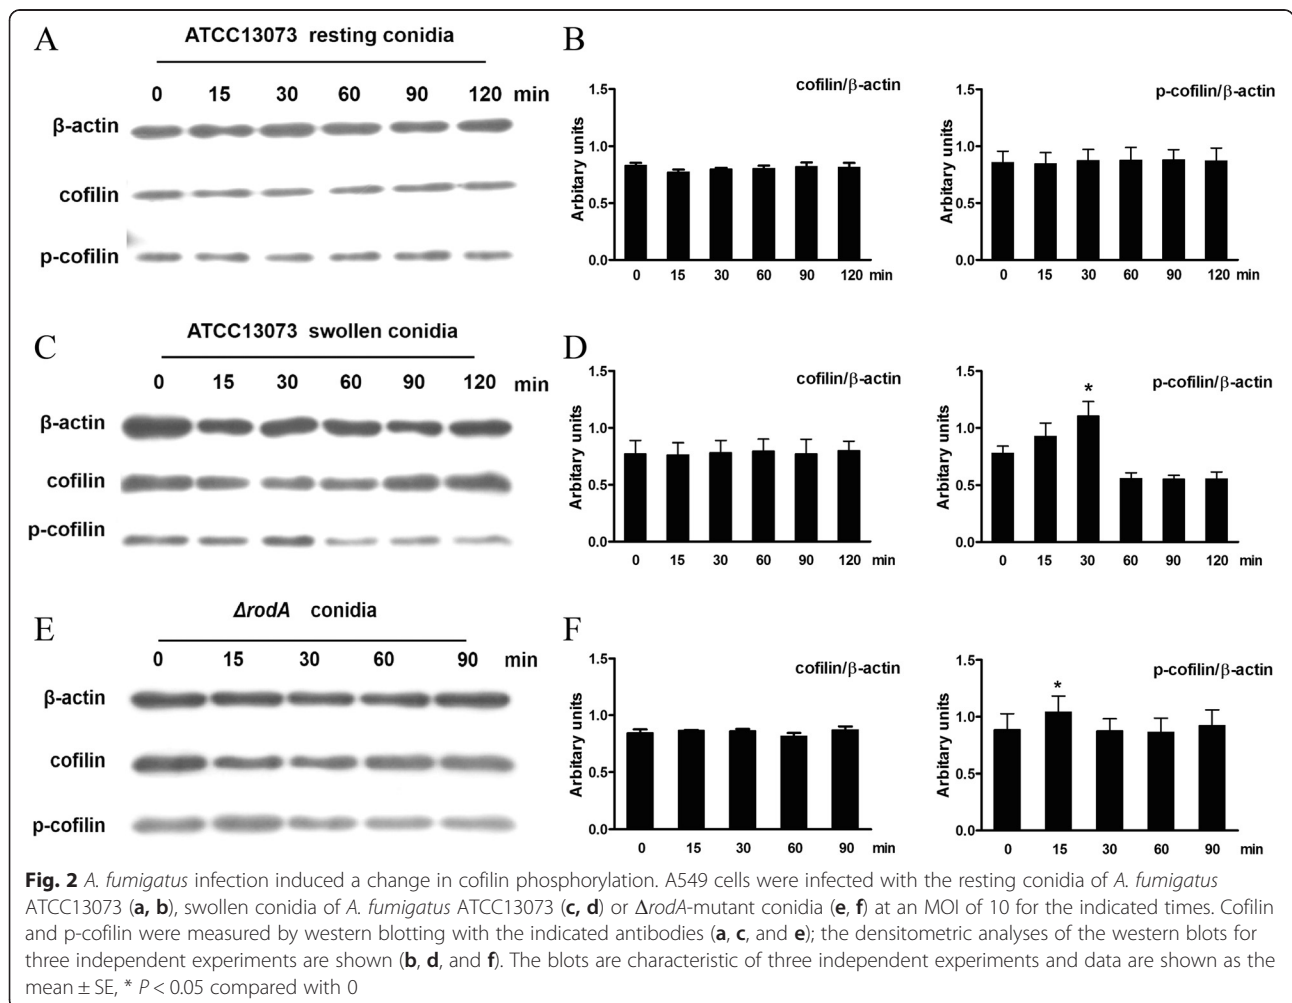 A
ATCC13073 resting conidia
0 15 30 60 90 120 min
β-actin
cofilin
p-cofilin
B
cofilin/β-actin
Arbitary units
1.5
1.0
0.5
0.0
0 15 30 60 90 120 min
p-cofilin/β-actin
Arbitary units
1.5
1.0
0.5
0.0
0 15 30 60 90 120 min
C
ATCC13073 swollen conidia
0 15 30 60 90 120 min
β-actin
cofilin
p-cofilin
D
cofilin/β-actin
Arbitary units
1.5
1.0
0.5
0.0
0 15 30 60 90 120 min
p-cofilin/β-actin
*
Arbitary units
1.5
1.0
0.5
0.0
0 15 30 60 90 120 min
E
ΔrodA conidia
0 15 30 60 90 min
β-actin
cofilin
p-cofilin
F
cofilin/β-actin
Arbitary units
1.5
1.0
0.5
0.0
0 15 30 60 90 min
p-cofilin/β-actin
*
Arbitary units
1.5
1.0
0.5
0.0
0 15 30 60 90 min
Fig. 2 A. fumigatus infection induced a change in cofilin phosphorylation. A549 cells were infected with the resting conidia of A. fumigatus
ATCC13073 (a, b), swollen conidia of A. fumigatus ATCC13073 (c, d) or ΔrodA-mutant conidia (e, f) at an MOI of 10 for the indicated times. Cofilin
and p-cofilin were measured by western blotting with the indicated antibodies (a, c, and e); the densitometric analyses of the western blots for
three independent experiments are shown (b, d, and f). The blots are characteristic of three independent experiments and data are shown as the
mean ± SE, * P < 0.05 compared with 0